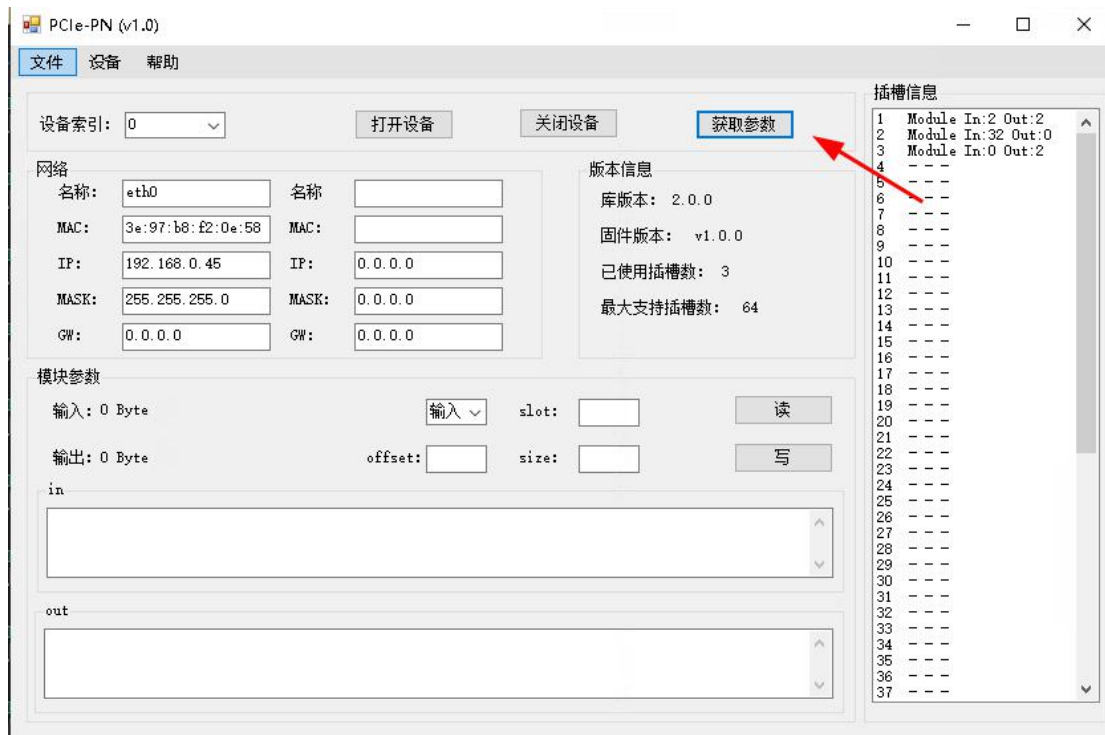 PCIe-PN (v1.0)
文件 设备 帮助
设备索引: 0 打开设备 关闭设备 获取参数
网络
名称: eth0 名称
MAC: 3e:97:b8:f2:0e:58 MAC:
IP: 192.168.0.45 IP: 0.0.0.0
MASK: 255.255.255.0 MASK: 0.0.0.0
GW: 0.0.0.0 GW: 0.0.0.0
版本信息
库版本: 2.0.0
固件版本: v1.0.0
已使用插槽数: 3
最大支持插槽数: 64
模块参数
输入: 0 Byte 输入 slot: 读
输出: 0 Byte offset: size: 写
in
out
插槽信息
1 Module In:2 Out:2
2 Module In:32 Out:0
3 Module In:0 Out:2
4 - - -
5 - - -
6 - - -
7 - - -
8 - - -
9 - - -
10 - - -
11 - - -
12 - - -
13 - - -
14 - - -
15 - - -
16 - - -
17 - - -
18 - - -
19 - - -
20 - - -
21 - - -
22 - - -
23 - - -
24 - - -
25 - - -
26 - - -
27 - - -
28 - - -
29 - - -
30 - - -
31 - - -
32 - - -
33 - - -
34 - - -
35 - - -
36 - - -
37 - - -